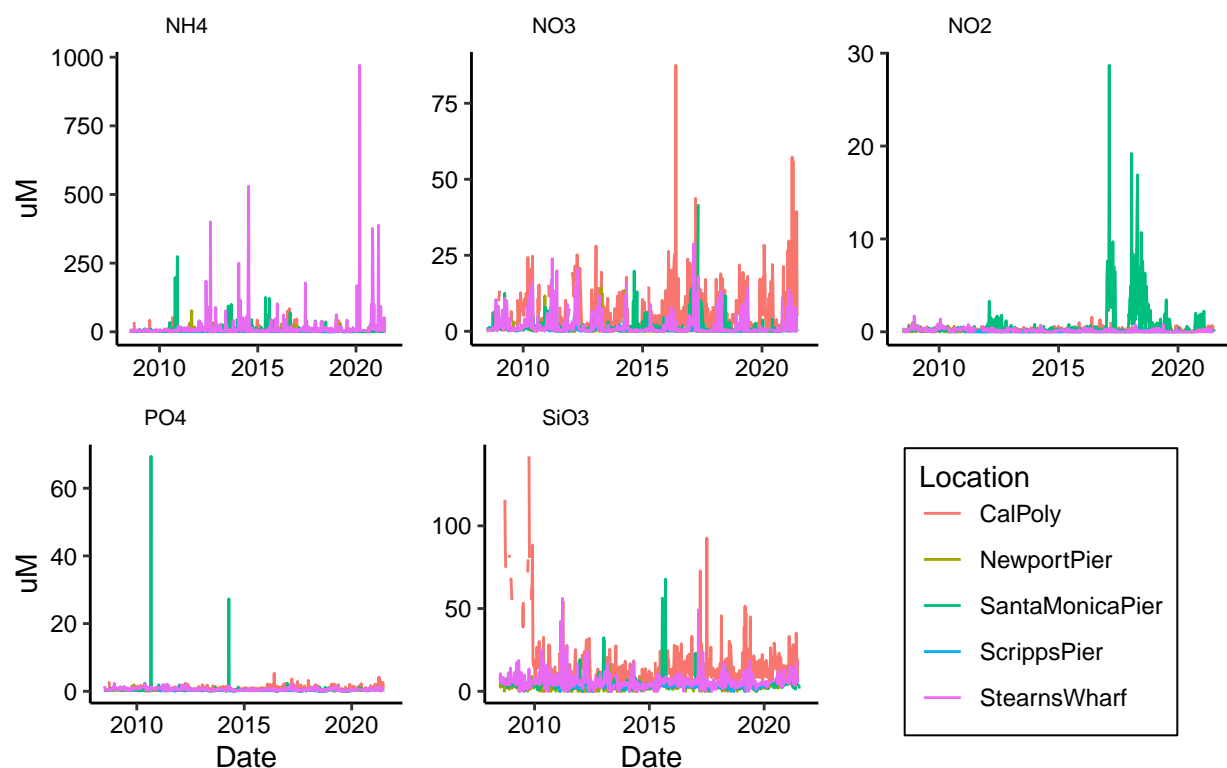 NH4
NO3
NO2
uM
1000
750
500
250
0
2010 2015 2020
75
50
25
0
2010 2015 2020
30
20
10
0
2010 2015 2020
PO4
SiO3
uM
60
40
20
0
2010 2015 2020
Date
100
50
0
2010 2015 2020
Date
Location
CalPoly
NewportPier
SantaMonicaPier
ScrippsPier
StearnsWharf